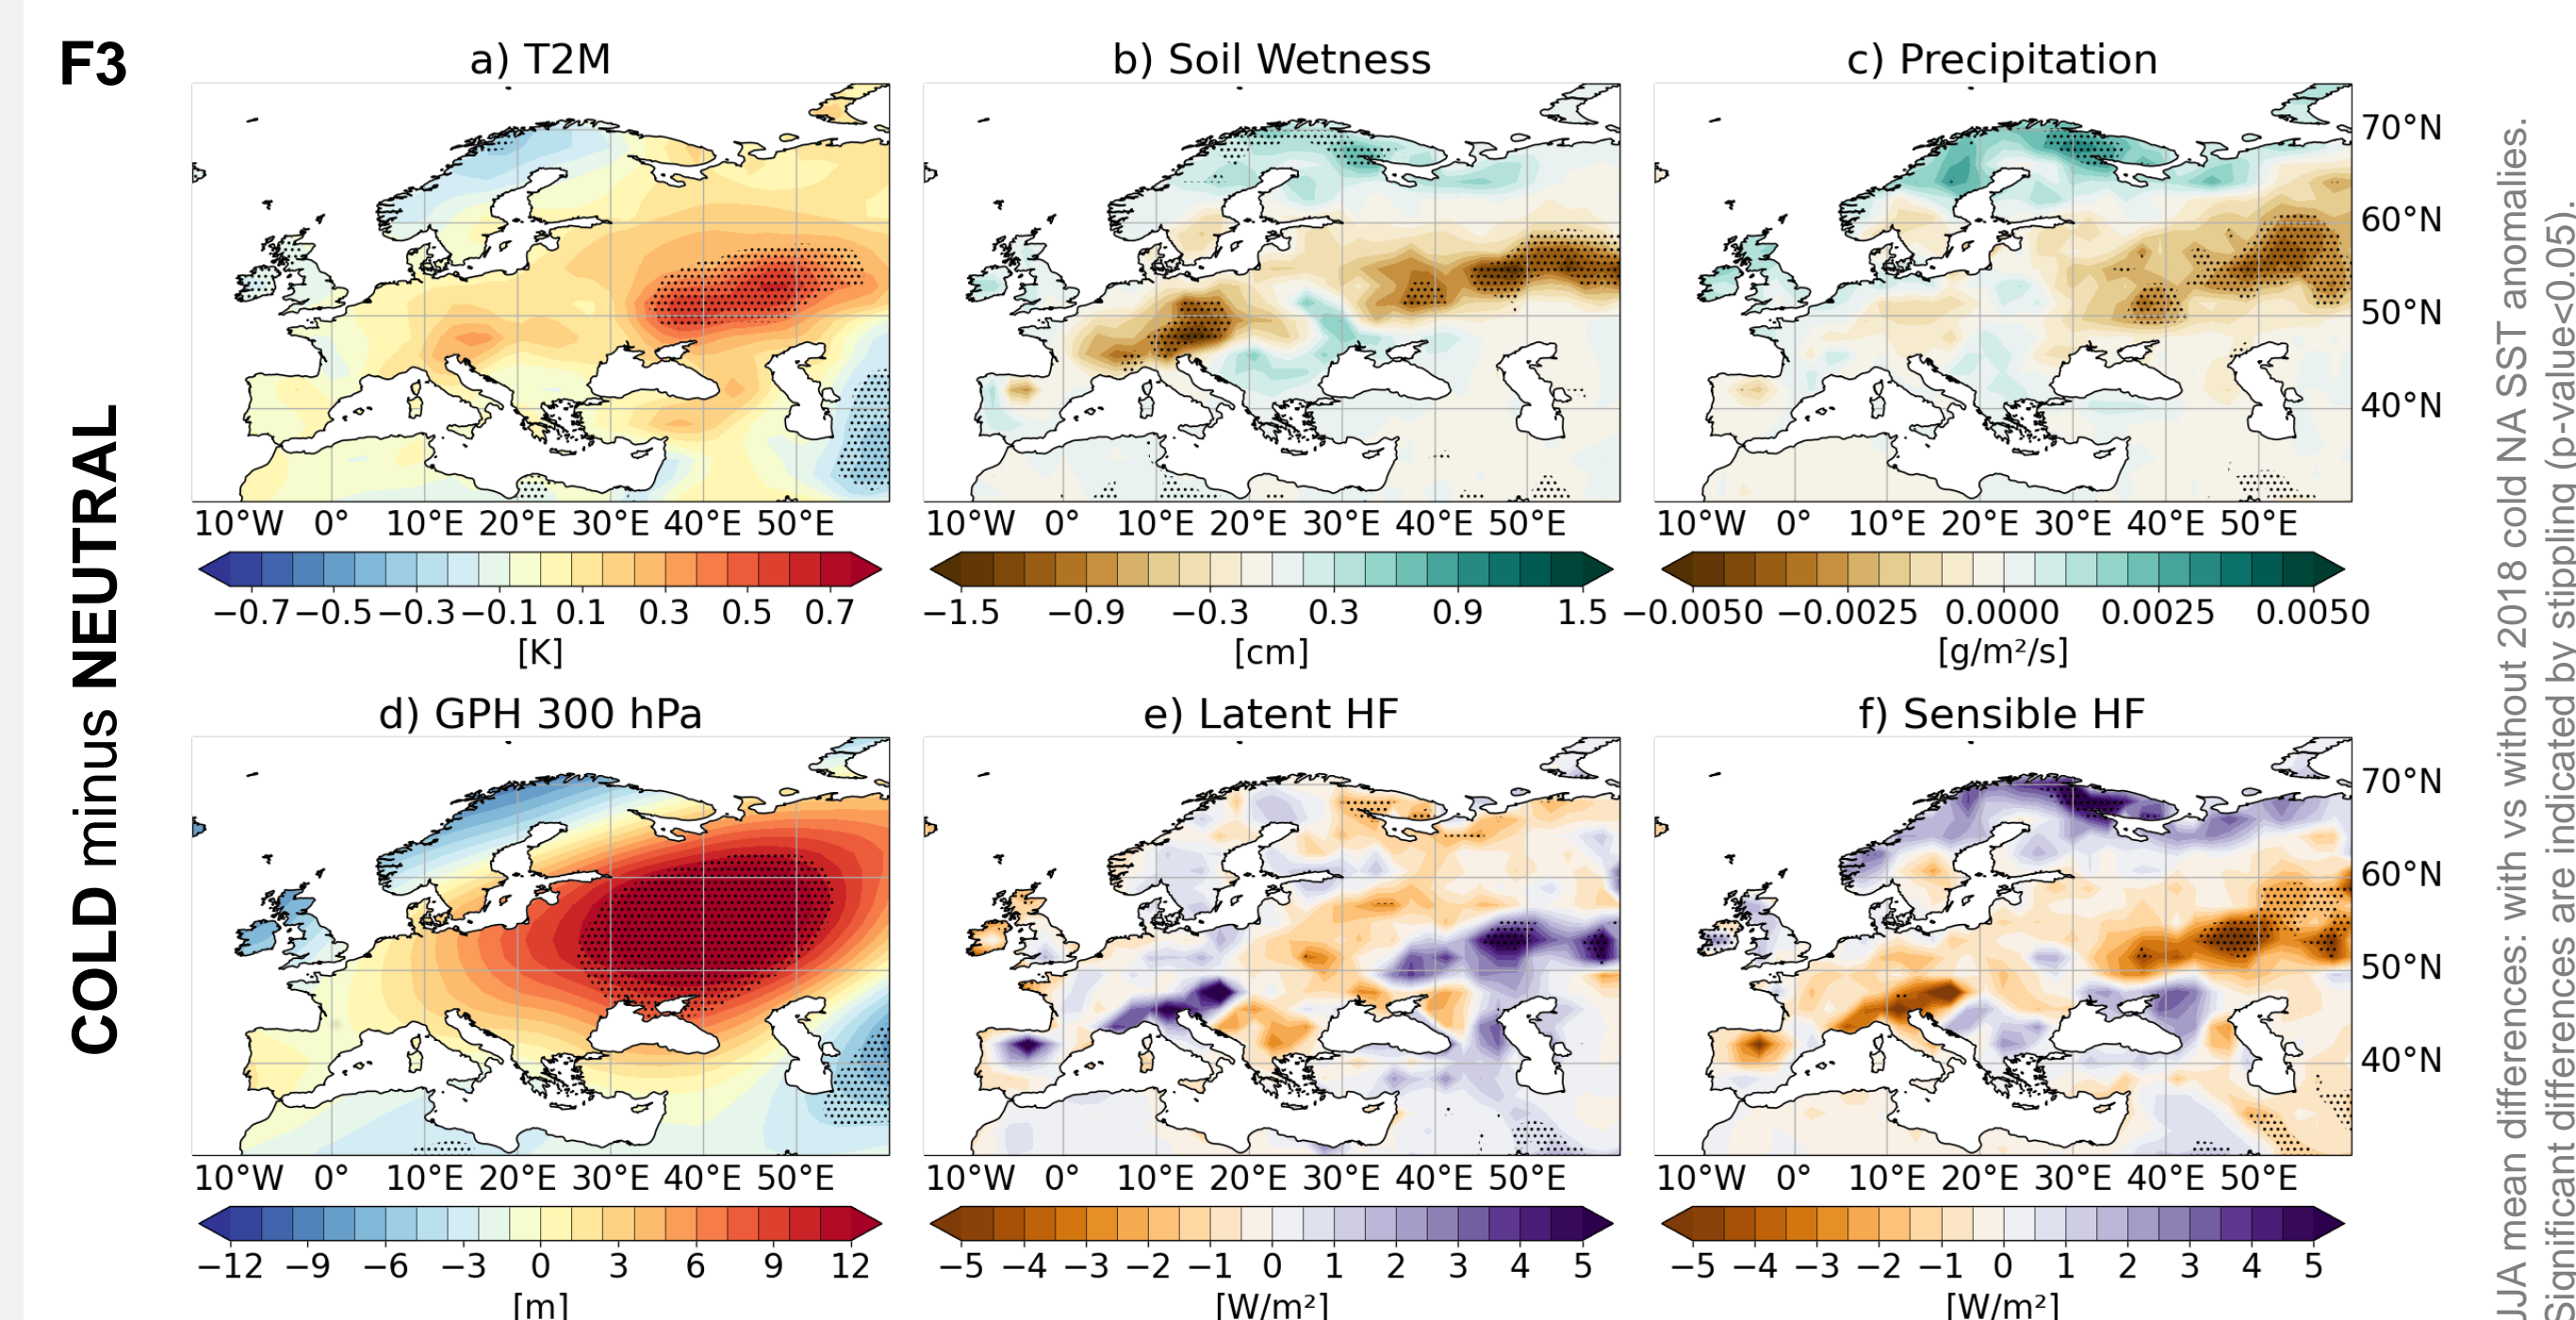 F3
COLD minus NEUTRAL
a) T2M
b) Soil Wetness
c) Precipitation
70°N
60°N
50°N
40°N
10°W 0° 10°E 20°E 30°E 40°E 50°E
10°W 0° 10°E 20°E 30°E 40°E 50°E
10°W 0° 10°E 20°E 30°E 40°E 50°E
−0.7 −0.5 −0.3 −0.1 0.1 0.3 0.5 0.7
[K]
−1.5 −0.9 −0.3 0.3 0.9 1.5
[cm]
−0.0050 −0.0025 0.0000 0.0025 0.0050
[g/m²/s]
d) GPH 300 hPa
e) Latent HF
f) Sensible HF
70°N
60°N
50°N
40°N
10°W 0° 10°E 20°E 30°E 40°E 50°E
10°W 0° 10°E 20°E 30°E 40°E 50°E
10°W 0° 10°E 20°E 30°E 40°E 50°E
−12 −9 −6 −3 0 3 6 9 12
[m]
−5 −4 −3 −2 −1 0 1 2 3 4 5
[W/m²]
−5 −4 −3 −2 −1 0 1 2 3 4 5
[W/m²]
JJA mean differences: with vs without 2018 cold NA SST anomalies.
Significant differences are indicated by stippling (p-value<0.05).